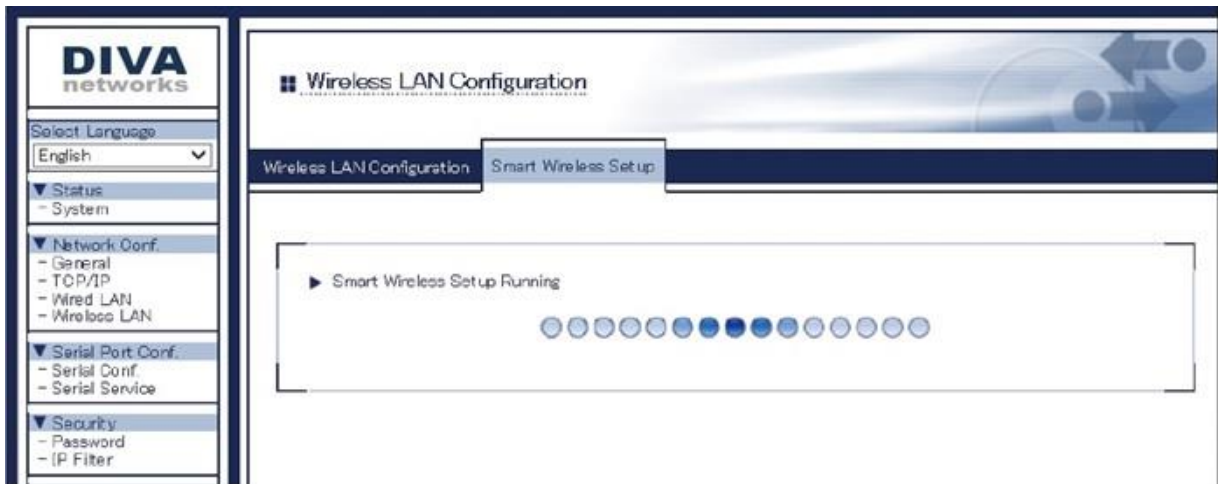 DIVA
networks
Select Language
English
▼ Status
- System
▼ Network Conf.
- General
- TCP/IP
- Wired LAN
- Wireless LAN
▼ Serial Port Conf.
- Serial Conf.
- Serial Service
▼ Security
- Password
- IP Filter
Wireless LAN Configuration
Wireless LAN Configuration Smart Wireless Setup
► Smart Wireless Setup Running